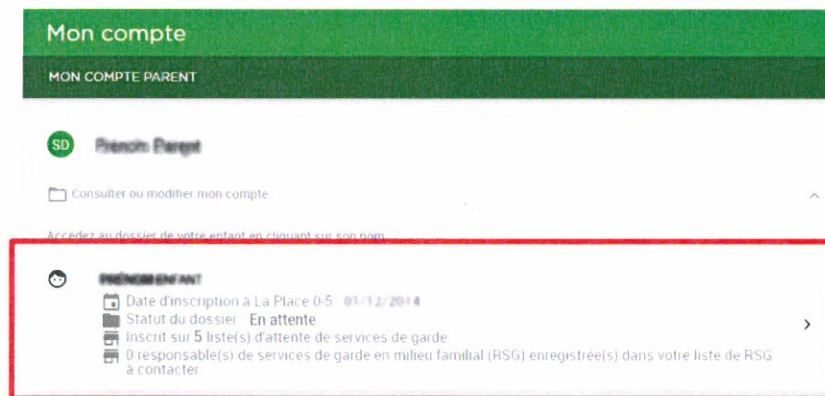 Mon compte
MON COMPTE PARENT
SD Prénom Parent
Consulter ou modifier mon compte
Accédez au dossier de votre enfant en cliquant sur son nom
PRÉNOM ENFANT
Date d'inscription à La Place 0-5 01/12/2014
Statut du dossier En attente
Inscrit sur 5 liste(s) d'attente de services de garde
0 responsable(s) de services de garde en milieu familial (RSG) enregistrée(s) dans votre liste de RSG
à contacter